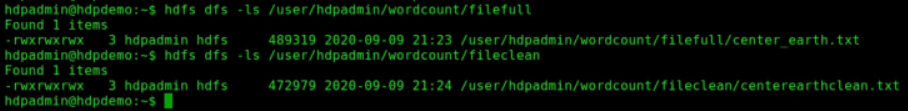 hdpadmin@hdpdemo:~$ hdfs dfs -ls /user/hdpadmin/wordcount/filefull
Found 1 items
-rwxrwxrwx   3 hdpadmin hdfs     489319 2020-09-09 21:23 /user/hdpadmin/wordcount/filefull/center_earth.txt
hdpadmin@hdpdemo:~$ hdfs dfs -ls /user/hdpadmin/wordcount/fileclean
Found 1 items
-rwxrwxrwx   3 hdpadmin hdfs     472979 2020-09-09 21:24 /user/hdpadmin/wordcount/fileclean/centerearthclean.txt
hdpadmin@hdpdemo:~$